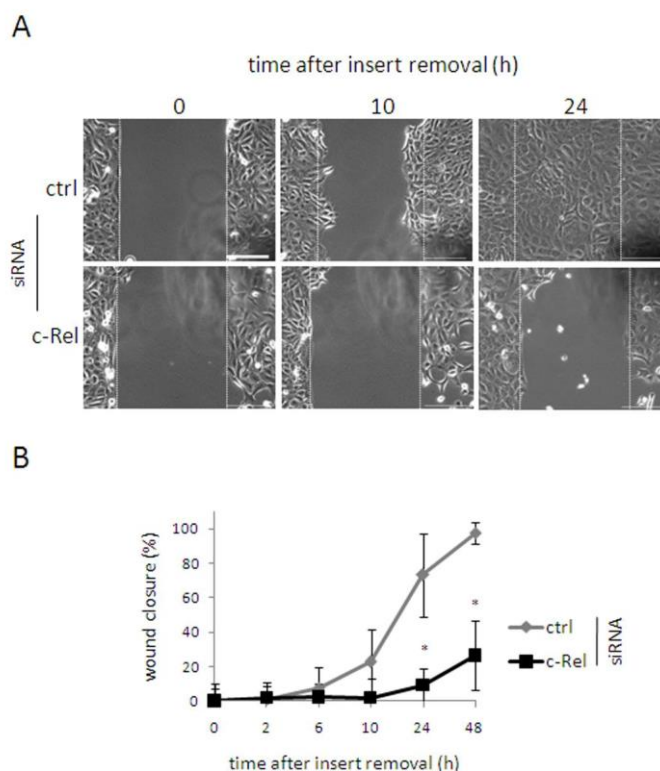 A
time after insert removal (h)
0 10 24
ctrl
siRNA
c-Rel
B
wound closure (%)
100
80
60
40
20
0
*
*
ctrl
c-Rel
siRNA
0 2 6 10 24 48
time after insert removal (h)